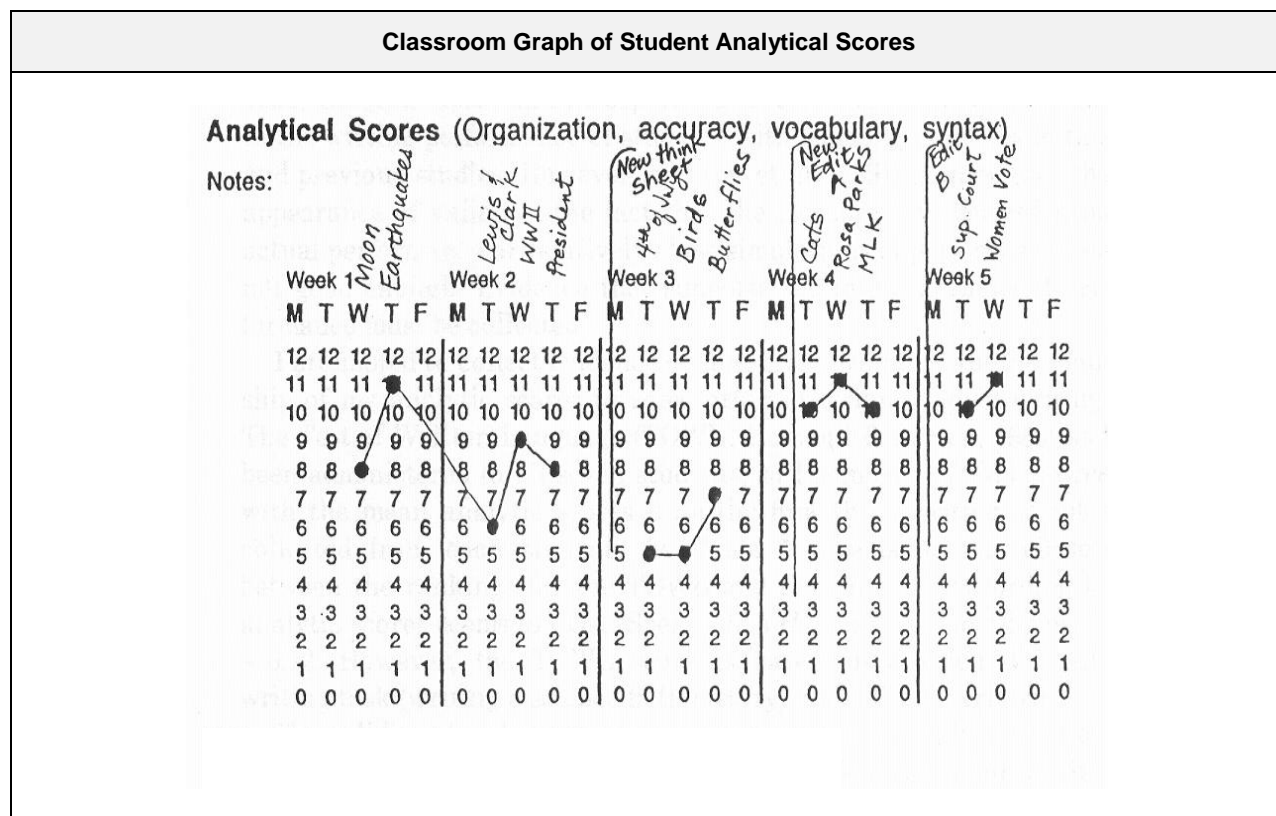 Classroom Graph of Student Analytical Scores
Analytical Scores (Organization, accuracy, vocabulary, syntax)
Notes:
Moon
Earthquakes
Lewis &
Clark
WWII
President
New think
sheet
4th of July
Birds
Butterflies
New
Edit
Cats
Rosa Parks
MLK
Edit
B
Sup Court
Women Vote
Week 1 Week 2 Week 3 Week 4 Week 5
M T W T F M T W T F M T W T F M T W T F M T W T F
12 12 12 12 12 12 12 12 12 12 12 12 12 12 12 12 12 12 12 12 12 12 12 12 12
11 11 11 11 11 11 11 11 11 11 11 11 11 11 11 11 11 11 11 11 11 11 11
10 10 10 10 10 10 10 10 10 10 10 10 10 10 10 10 10 10 10 10 10 10
9 9 9 9 9 9 9 9 9 9 9 9 9 9 9 9 9 9 9 9 9 9 9 9
8 8 8 8 8 8 8 8 8 8 8 8 8 8 8 8 8 8 8 8 8 8 8
7 7 7 7 7 7 7 7 7 7 7 7 7 7 7 7 7 7 7 7 7 7 7 7
6 6 6 6 6 6 6 6 6 6 6 6 6 6 6 6 6 6 6 6 6 6 6 6
5 5 5 5 5 5 5 5 5 5 5 5 5 5 5 5 5 5 5 5 5 5 5
4 4 4 4 4 4 4 4 4 4 4 4 4 4 4 4 4 4 4 4 4 4 4 4 4
3 3 3 3 3 3 3 3 3 3 3 3 3 3 3 3 3 3 3 3 3 3 3 3 3
2 2 2 2 2 2 2 2 2 2 2 2 2 2 2 2 2 2 2 2 2 2 2 2 2
1 1 1 1 1 1 1 1 1 1 1 1 1 1 1 1 1 1 1 1 1 1 1 1 1
0 0 0 0 0 0 0 0 0 0 0 0 0 0 0 0 0 0 0 0 0 0 0 0 0